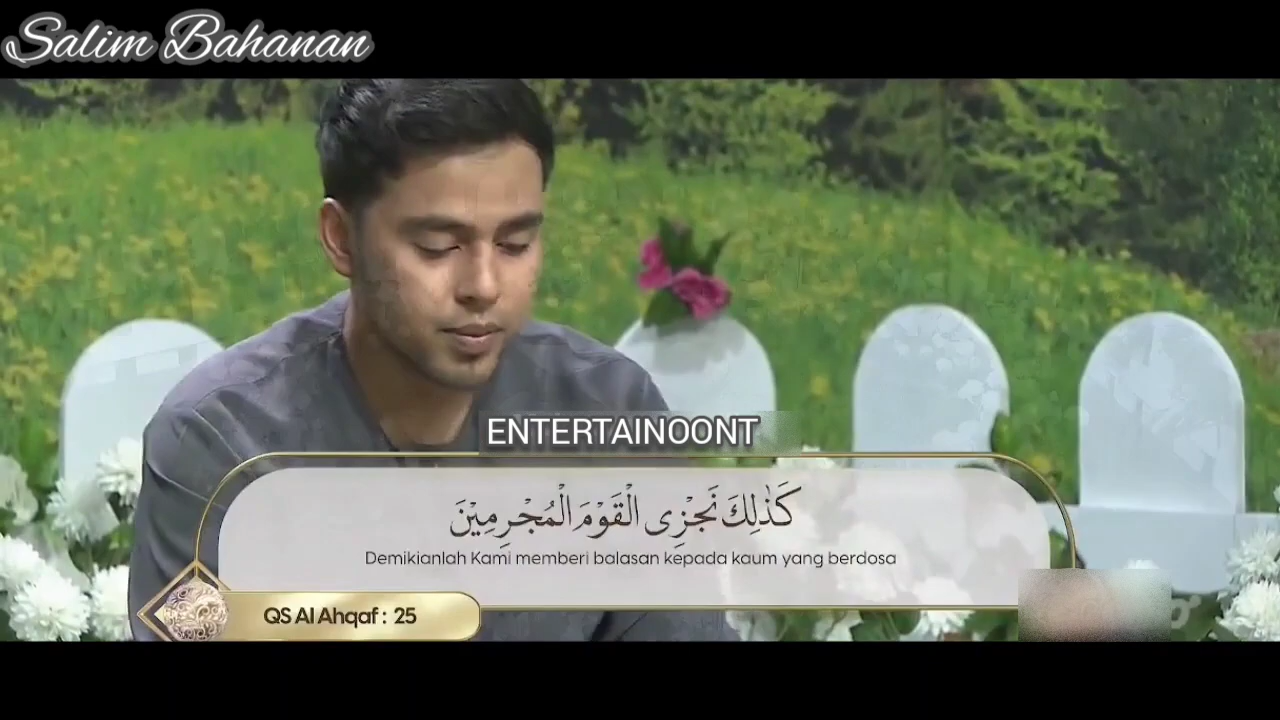 Salim Bahanan
ENTERTAINOONT
كَذٰلِكَ نَجْزِى الْقَوْمَ الْمُجْرِمِيْنَ
Demikianlah Kami memberi balasan kepada kaum yang berdosa
QS Al Ahqaf : 25